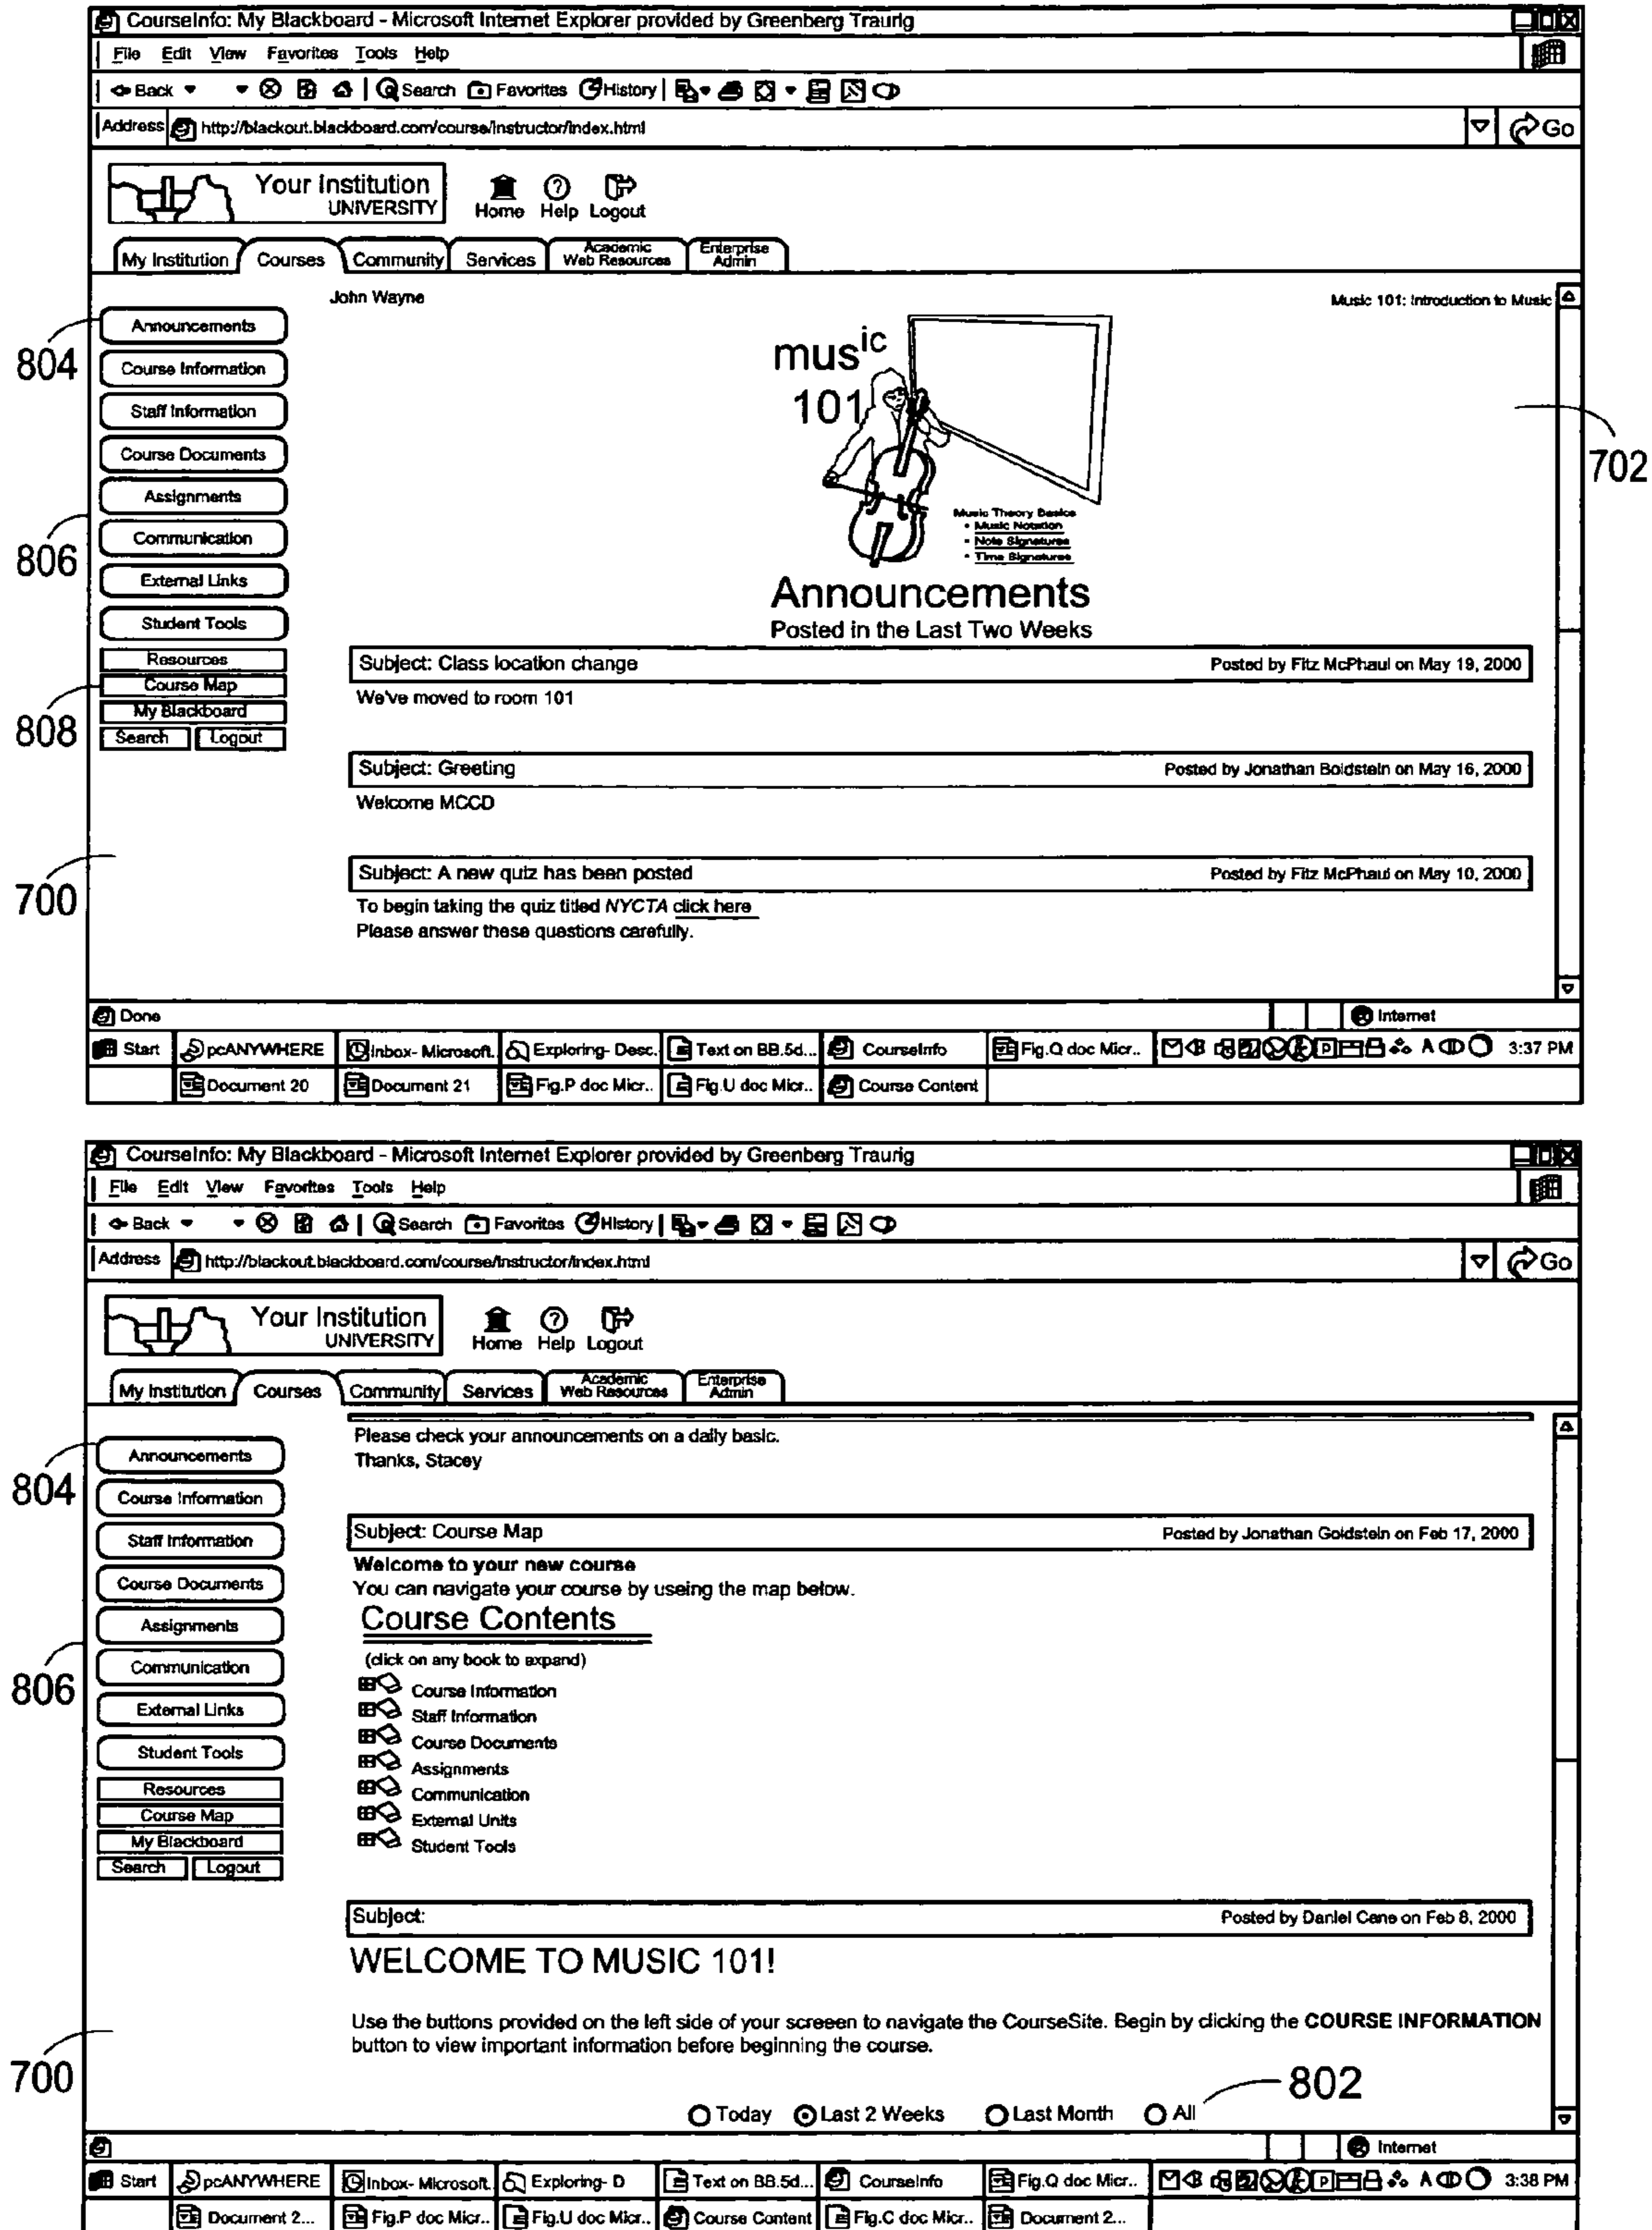 CourseInfo: My Blackboard - Microsoft Internet Explorer provided by Greenberg Traurig
File Edit View Favorites Tools Help
Back Search Favorites History
Address http://blackout.blackboard.com/course/instructor/index.html Go
Your Institution
UNIVERSITY
Home Help Logout
My Institution Courses Community Services Academic Web Resources Enterprise Admin
John Wayne Music 101: Introduction to Music
804
Announcements
Course Information
Staff Information
Course Documents
Assignments
806
Communication
External Links
Student Tools
Resources
808
Course Map
My Blackboard
Search Logout
700
702
music
101
Music Theory Basics
• Music Notation
• Note Signatures
• Time Signatures
Announcements
Posted in the Last Two Weeks
Subject: Class location change Posted by Fitz McPhaul on May 19, 2000
We've moved to room 101
Subject: Greeting Posted by Jonathan Boldstein on May 16, 2000
Welcome MCCD
Subject: A new quiz has been posted Posted by Fitz McPhaul on May 10, 2000
To begin taking the quiz titled NYCTA click here
Please answer these questions carefully.
Done Internet
Start pcANYWHERE Inbox- Microsoft. Exploring- Desc. Text on BB.5d... CourseInfo Fig.Q doc Micr.. 3:37 PM
Document 20 Document 21 Fig.P doc Micr.. Fig.U doc Micr.. Course Content
CourseInfo: My Blackboard - Microsoft Internet Explorer provided by Greenberg Traurig
File Edit View Favorites Tools Help
Back Search Favorites History
Address http://blackout.blackboard.com/course/instructor/index.html Go
Your Institution
UNIVERSITY
Home Help Logout
My Institution Courses Community Services Academic Web Resources Enterprise Admin
804
Announcements
Course Information
Staff Information
Course Documents
Assignments
806
Communication
External Links
Student Tools
Resources
Course Map
My Blackboard
Search Logout
700
Please check your announcements on a daily basic.
Thanks, Stacey
Subject: Course Map Posted by Jonathan Goldstein on Feb 17, 2000
Welcome to your new course
You can navigate your course by useing the map below.
Course Contents
(click on any book to expand)
Course Information
Staff Information
Course Documents
Assignments
Communication
External Units
Student Tools
Subject: Posted by Daniel Cane on Feb 8, 2000
WELCOME TO MUSIC 101!
Use the buttons provided on the left side of your screeen to navigate the CourseSite. Begin by clicking the COURSE INFORMATION
button to view important information before beginning the course.
802
Today Last 2 Weeks Last Month All
Internet
Start pcANYWHERE Inbox- Microsoft. Exploring- D Text on BB.5d... CourseInfo Fig.Q doc Micr.. 3:38 PM
Document 2... Fig.P doc Micr.. Fig.U doc Micr.. Course Content Fig.C doc Micr.. Document 2...